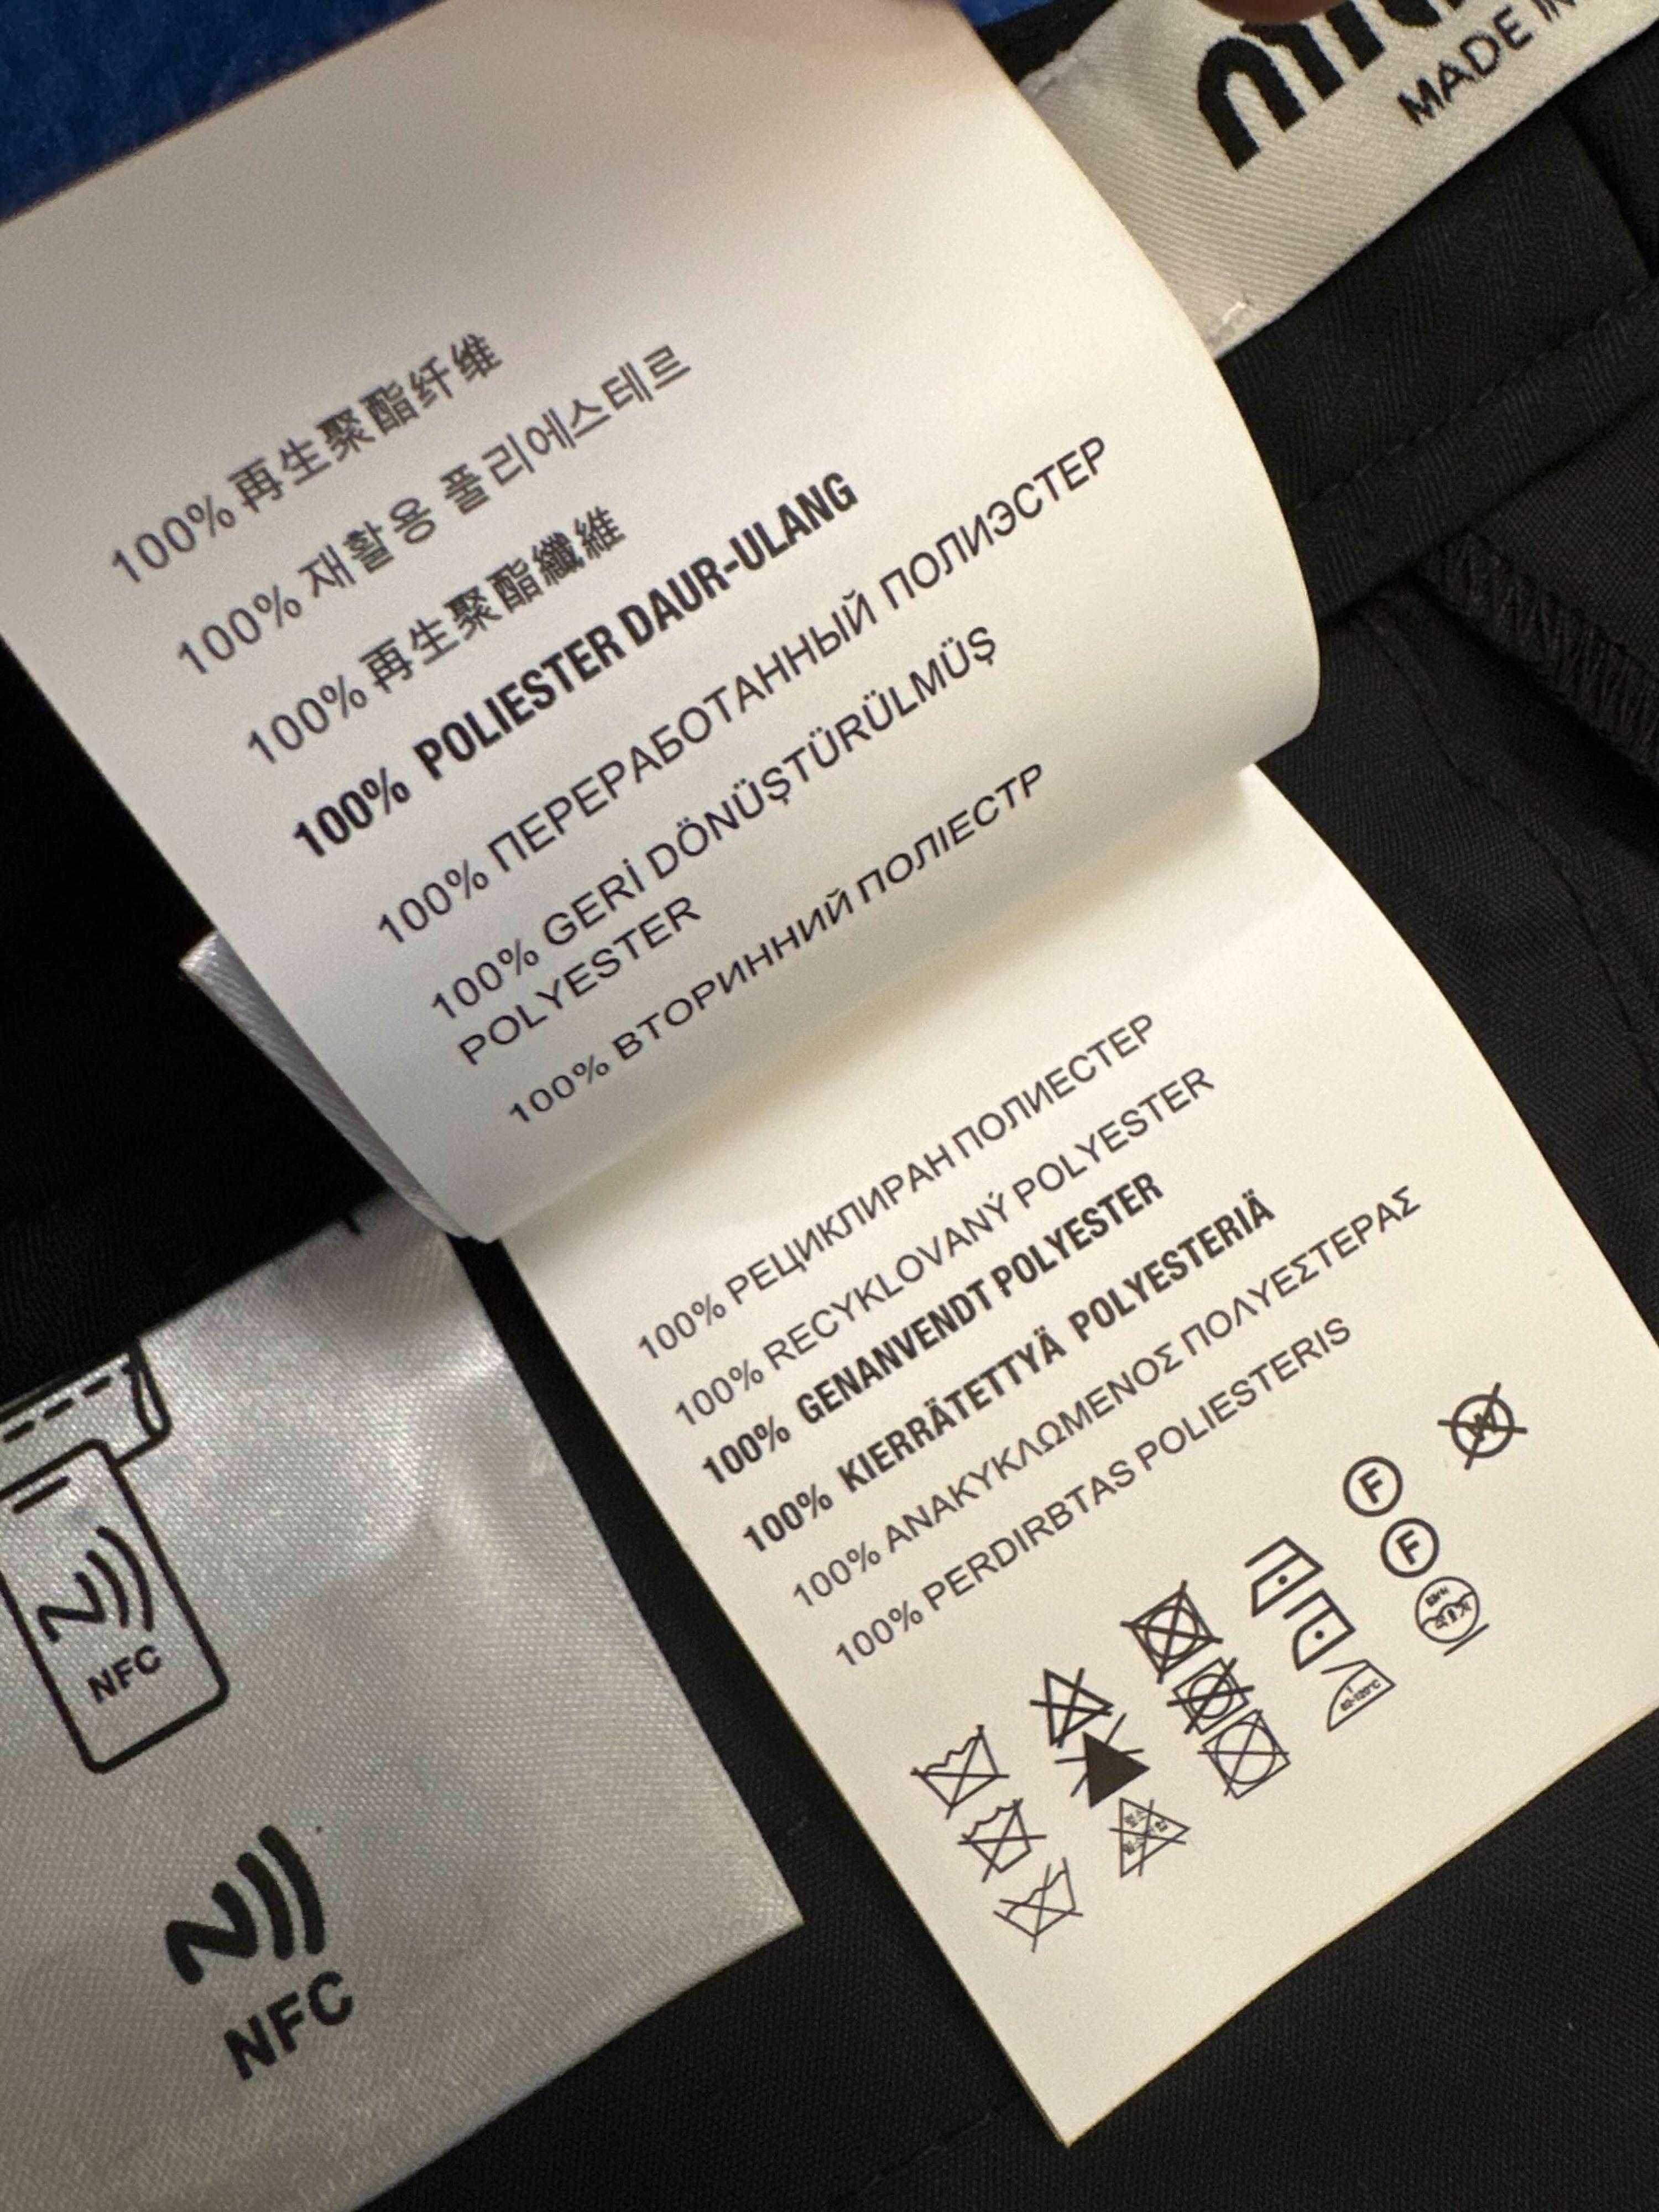 MADE IN
100% 再生聚酯纤维
100% 재활용 폴리에스테르
100% 再生聚酯纖維
100% POLIESTER DAUR-ULANG
100% ПЕРЕРАБОТАННЫЙ ПОЛИЭСТЕР
100% GERİ DÖNÜŞTÜRÜLMÜŞ
POLYESTER
100% ВТОРИННИЙ ПОЛІЕСТР
100% РЕЦИКЛИРАН ПОЛИЕСТЕР
100% RECYKLOVANÝ POLYESTER
100% GENANVENDT POLYESTER
100% KIERRÄTETTYÄ POLYESTERIÄ
100% ΑΝΑΚΥΚΛΩΜΕΝΟΣ ΠΟΛΥΕΣΤΕΡΑΣ
100% PERDIRBTAS POLIESTERIS
W
F
F
NFC
NFC